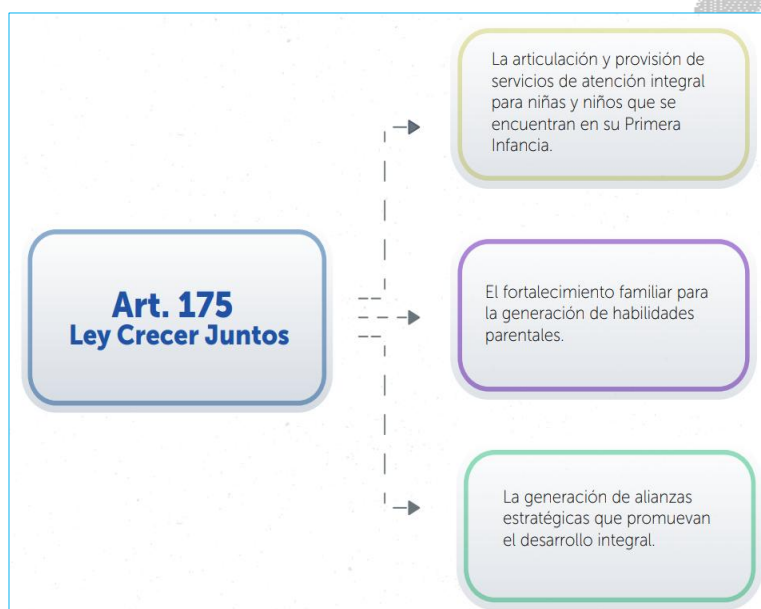 La articulación y provisión de
servicios de atención integral
para niñas y niños que se
encuentran en su Primera
Infancia.
Art. 175
Ley Crecer Juntos
El fortalecimiento familiar para
la generación de habilidades
parentales.
La generación de alianzas
estratégicas que promuevan
el desarrollo integral.